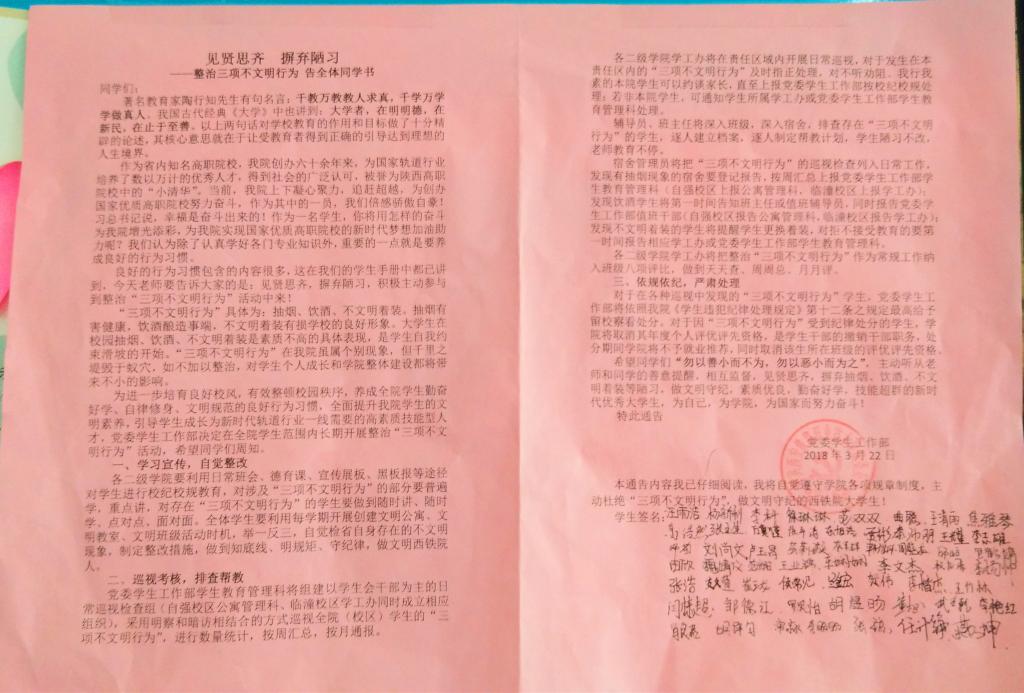 见贤思齐 摒弃陋习
——整治三项不文明行为 告全体同学书
同学们:
著名教育家陶行知先生有句名言:千教万教教人求真,千学万学
学做真人。我国古代经典《大学》中也讲到:大学者,在明明德,在
新民,在止于至善。以上两句话对学校教育的作用和目标做了十分精
辟的论述,其核心意思就在于让受教育者得到正确的引导达到理想的
人生境界。
作为省内知名高职院校,我院创办六十余年来,为国家轨道行业
培养了数以万计的优秀人才,得到社会的广泛认可,被誉为陕西高职
院校中的“小清华”。当前,我院上下凝心聚力,追赶超越,为创办
国家优质高职院校努力奋斗,作为其中的一员,我们倍感骄傲自豪!
习总书记说,幸福是奋斗出来的!作为一名学生,你将用怎样的奋斗
为我院增光添彩,为我院实现国家优质高职院校的新时代梦想加油助
力呢?我们认为除了认真学好各门专业知识外,重要的一点就是要养
成良好的行为习惯。
良好的行为习惯包含的内容很多,这在我们的学生手册中都已讲
到,今天老师要告诉大家的是:见贤思齐,摒弃陋习,积极主动参与
到整治“三项不文明行为”活动中来!
“三项不文明行为”具体为:抽烟、饮酒、不文明着装。抽烟有
害健康,饮酒酿造事端,不文明着装有损学校的良好形象。大学生在
校园抽烟、饮酒、不文明着装是素质不高的具体表现,是学生自我约
束滑坡的开始。“三项不文明行为”在我院虽属个别现象,但千里之
堤毁于蚁穴,如不加以整治,对学生个人成长和学院整体建设都将带
来不小的影响。
为进一步培育良好校风,有效整顿校园秩序,养成全院学生勤奋
好学、自律修身、文明规范的良好行为习惯,全面提升我院学生的文
明素养,引导学生成长为新时代轨道行业一线需要的高素质技能型人
才,党委学生工作部决定在全院学生范围内长期开展整治“三项不文
明行为”活动,希望同学们周知。
一、学习宣传,自觉整改
各二级学院要利用日常班会、德育课、宣传展板、黑板报等途径
对学生进行校纪校规教育,对涉及“三项不文明行为”的部分要普遍
学,重点讲,对存在“三项不文明行为”的学生要做到随时讲、随时
学、点对点、面对面。全体学生要利用每学期开展创建文明公寓、文
明教室、文明班级活动时机,举一反三,自觉检省自身存在的不文明
现象,制定整改措施,做到知底线、明规矩、守纪律,做文明西铁院
人。
二、巡视考核,排查帮教
党委学生工作部学生教育管理科将组建以学生会干部为主的日
常巡视检查组(自强校区公寓管理科、临潼校区学工办同时成立相应
组织),采用明察和暗访相结合的方式巡视全院(校区)学生的“三
项不文明行为”,进行数量统计,按周汇总,按月通报。
各二级学院学工办将在责任区域内开展日常巡视,对于发生在本
责任区内的“三项不文明行为”及时指正处理,对不听劝阻、我行我
素的本院学生可以约谈家长,直至上报党委学生工作部按校纪校规处
理;若非本院学生,可通知学生所属学工办或党委学生工作部学生教
育管理科处理。
辅导员、班主任将深入班级,深入宿舍,排查存在“三项不文明
行为”的学生,逐人建立档案,逐人制定帮教计划,学生陋习不改,
老师教育不停。
宿舍管理员将把“三项不文明行为”的巡视检查列入日常工作,
发现有抽烟现象的宿舍要登记报告,按周汇总上报党委学生工作部学
生教育管理科(自强校区上报公寓管理科,临潼校区上报学工办);
发现饮酒学生将第一时间告知班主任或值班辅导员,同时报告党委学
生工作部值班干部(自强校区报告公寓管理科,临潼校区报告学工办);
发现不文明着装的学生将提醒学生更换着装,对拒不接受教育的要第
一时间报告相应学工办或党委学生工作部学生教育管理科。
各二级学院学工办将把整治“三项不文明行为”作为常规工作纳
入班级八项评比,做到天天查、周周总、月月评。
三、依规依纪,严肃处理
对于在各种巡视中发现的“三项不文明行为”学生,党委学生工
作部将依照我院《学生违犯纪律处理规定》第十二条之规定最高给予
留校察看处分。对于因“三项不文明行为”受到纪律处分的学生,学
院将取消其年度个人评优评先资格,是学生干部的撤销干部职务,处
分期同学院将不予就业推荐,同时取消该生所在班级的评优评先资格。
希望同学们“勿以善小而不为,勿以恶小而为之”,主动听从老
师和同学的善意提醒,相互监督,见贤思齐,摒弃抽烟、饮酒、不文
明着装等陋习,做文明守纪,素质优良,勤奋好学,技能超群的新时
代优秀大学生,为自己,为学院,为国家而努力奋斗!
特此通告
党委学生工作部
2018 年 3 月 22 日
本通告内容我已仔细阅读,我将自觉遵守学院各项规章制度,主
动杜绝“三项不文明行为”,做文明守纪的西铁院大学生!
学生签名:
刘尚文
李文杰
张浩